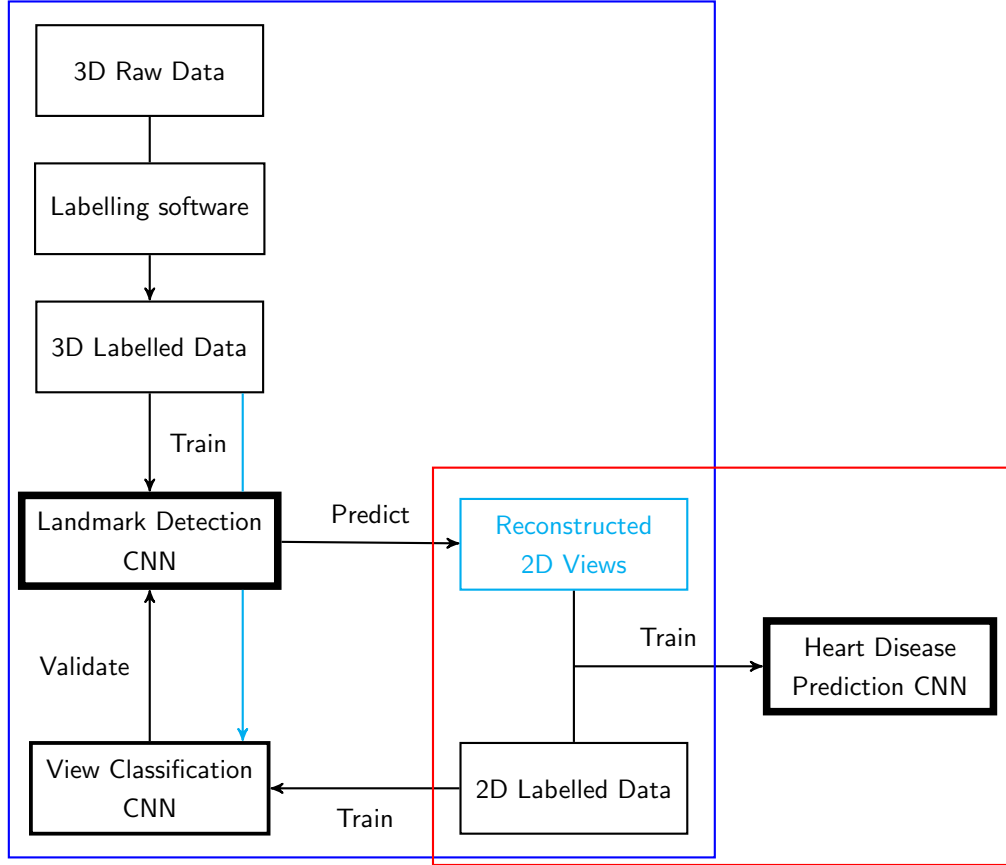 3D Raw Data
Labelling software
3D Labelled Data
Train
Landmark Detection
CNN
Predict
Reconstructed
2D Views
Validate
Train
Heart Disease
Prediction CNN
View Classification
CNN
Train
2D Labelled Data